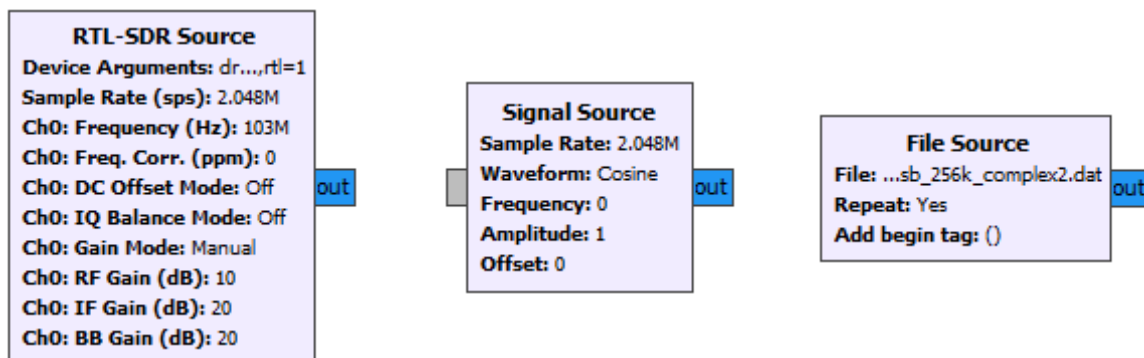 RTL-SDR Source
Device Arguments: dr...,rtl=1
Sample Rate (sps): 2.048M
Ch0: Frequency (Hz): 103M
Ch0: Freq. Corr. (ppm): 0
Ch0: DC Offset Mode: Off
Ch0: IQ Balance Mode: Off
Ch0: Gain Mode: Manual
Ch0: RF Gain (dB): 10
Ch0: IF Gain (dB): 20
Ch0: BB Gain (dB): 20
out
Signal Source
Sample Rate: 2.048M
Waveform: Cosine
Frequency: 0
Amplitude: 1
Offset: 0
out
File Source
File: ...sb_256k_complex2.dat
Repeat: Yes
Add begin tag: ()
out